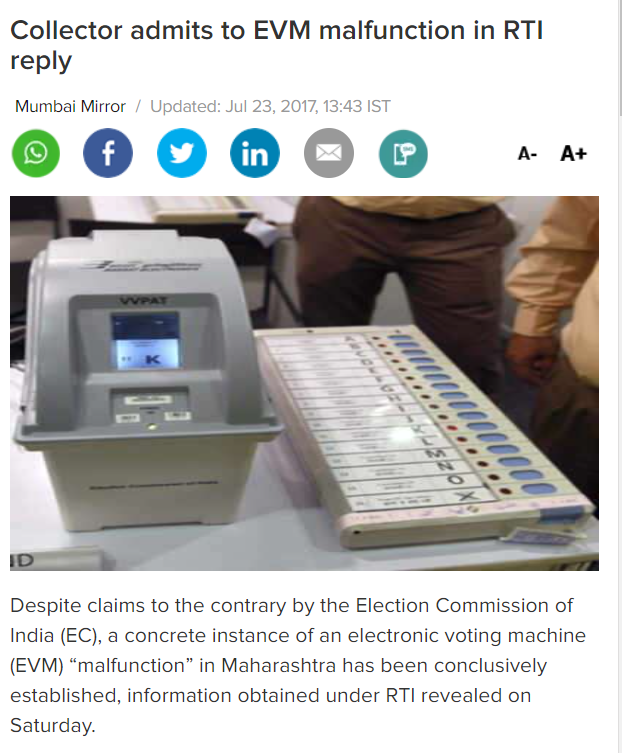 Collector admits to EVM malfunction in RTI
reply
Mumbai Mirror / Updated: Jul 23, 2017, 13:43 IST
A- A+
VVPAT
K
K
L
M
N
O
X
ID
Despite claims to the contrary by the Election Commission of
India (EC), a concrete instance of an electronic voting machine
(EVM) “malfunction” in Maharashtra has been conclusively
established, information obtained under RTI revealed on
Saturday.